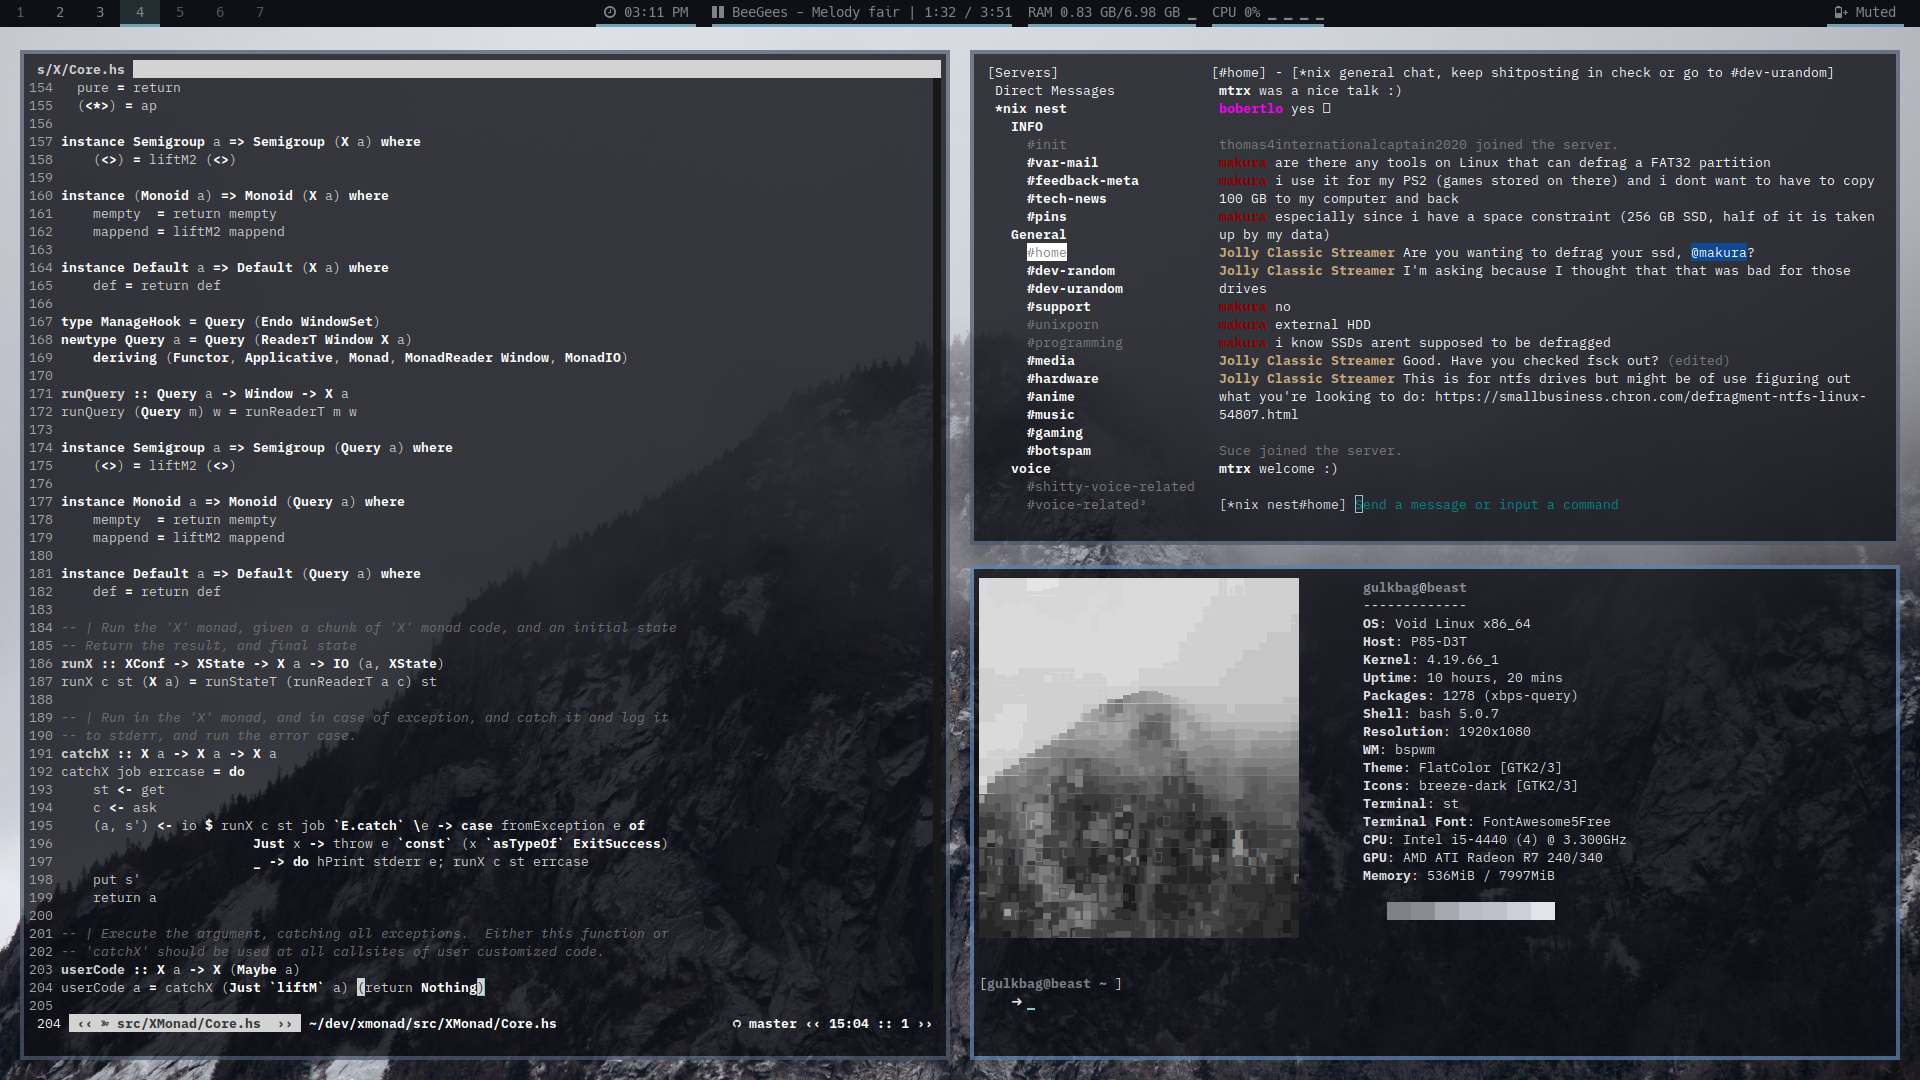 1 2 3 4 5 6 7
03:11 PM
BeeGees - Melody fair | 1:32 / 3:51
RAM 0.83 GB/6.98 GB _
CPU 0% _ _ _ _
Muted
s/X/Core.hs
154   pure = return
155   (<*>) = ap
156
157 instance Semigroup a => Semigroup (X a) where
158     (<>) = liftM2 (<>)
159
160 instance (Monoid a) => Monoid (X a) where
161     mempty  = return mempty
162     mappend = liftM2 mappend
163
164 instance Default a => Default (X a) where
165     def = return def
166
167 type ManageHook = Query (Endo WindowSet)
168 newtype Query a = Query (ReaderT Window X a)
169     deriving (Functor, Applicative, Monad, MonadReader Window, MonadIO)
170
171 runQuery :: Query a -> Window -> X a
172 runQuery (Query m) w = runReaderT m w
173
174 instance Semigroup a => Semigroup (Query a) where
175     (<>) = liftM2 (<>)
176
177 instance Monoid a => Monoid (Query a) where
178     mempty  = return mempty
179     mappend = liftM2 mappend
180
181 instance Default a => Default (Query a) where
182     def = return def
183
184 -- | Run the 'X' monad, given a chunk of 'X' monad code, and an initial state
185 -- Return the result, and final state
186 runX :: XConf -> XState -> X a -> IO (a, XState)
187 runX c st (X a) = runStateT (runReaderT a c) st
188
189 -- | Run in the 'X' monad, and in case of exception, and catch it and log it
190 -- to stderr, and run the error case.
191 catchX :: X a -> X a -> X a
192 catchX job errcase = do
193     st <- get
194     c <- ask
195     (a, s') <- io $ runX c st job `E.catch` \e -> case fromException e of
196                         Just x -> throw e `const` (x `asTypeOf` ExitSuccess)
197                         _ -> do hPrint stderr e; runX c st errcase
198     put s'
199     return a
200
201 -- | Execute the argument, catching all exceptions.  Either this function or
202 -- 'catchX' should be used at all callsites of user customized code.
203 userCode :: X a -> X (Maybe a)
204 userCode a = catchX (Just `liftM` a) (return Nothing)
205
204 ‹‹ src/XMonad/Core.hs ›› ~/dev/xmonad/src/XMonad/Core.hs master ‹‹ 15:04 :: 1 ››
[Servers]
Direct Messages
*nix nest
INFO
#init
#var-mail
#feedback-meta
#tech-news
#pins
General
#home
#dev-random
#dev-urandom
#support
#unixporn
#programming
#media
#hardware
#anime
#music
#gaming
#botspam
voice
#shitty-voice-related
#voice-related³
[#home] - [*nix general chat, keep shitposting in check or go to #dev-urandom]
mtrx was a nice talk :)
bobertlo yes
thomas4internationalcaptain2020 joined the server.
makura are there any tools on Linux that can defrag a FAT32 partition
makura i use it for my PS2 (games stored on there) and i dont want to have to copy
100 GB to my computer and back
makura especially since i have a space constraint (256 GB SSD, half of it is taken
up by my data)
Jolly Classic Streamer Are you wanting to defrag your ssd, @makura?
Jolly Classic Streamer I'm asking because I thought that that was bad for those
drives
makura no
makura external HDD
makura i know SSDs arent supposed to be defragged
Jolly Classic Streamer Good. Have you checked fsck out? (edited)
Jolly Classic Streamer This is for ntfs drives but might be of use figuring out
what you're looking to do: https://smallbusiness.chron.com/defragment-ntfs-linux-
54807.html
Suce joined the server.
mtrx welcome :)
[*nix nest#home] Send a message or input a command
gulkbag@beast
-------------
OS: Void Linux x86_64
Host: P85-D3T
Kernel: 4.19.66_1
Uptime: 10 hours, 20 mins
Packages: 1278 (xbps-query)
Shell: bash 5.0.7
Resolution: 1920x1080
WM: bspwm
Theme: FlatColor [GTK2/3]
Icons: breeze-dark [GTK2/3]
Terminal: st
Terminal Font: FontAwesome5Free
CPU: Intel i5-4440 (4) @ 3.300GHz
GPU: AMD ATI Radeon R7 240/340
Memory: 536MiB / 7997MiB
[gulkbag@beast ~ ]
➜ _